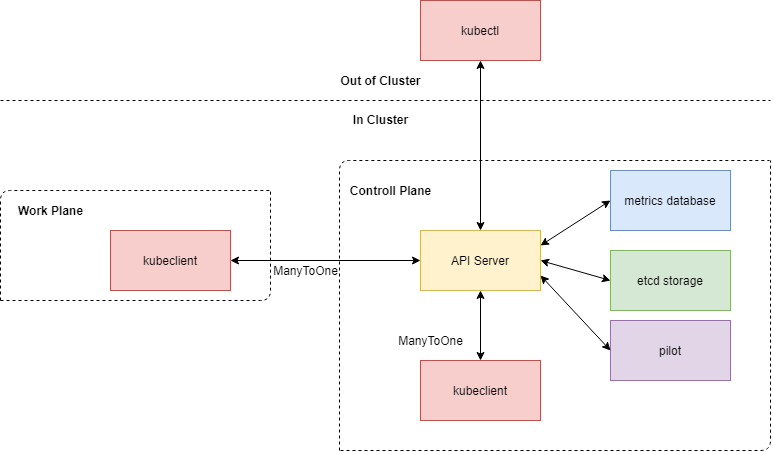 kubectl
Out of Cluster
In Cluster
Controll Plane
Work Plane
metrics database
kubeclient
API Server
ManyToOne
etcd storage
ManyToOne
pilot
kubeclient